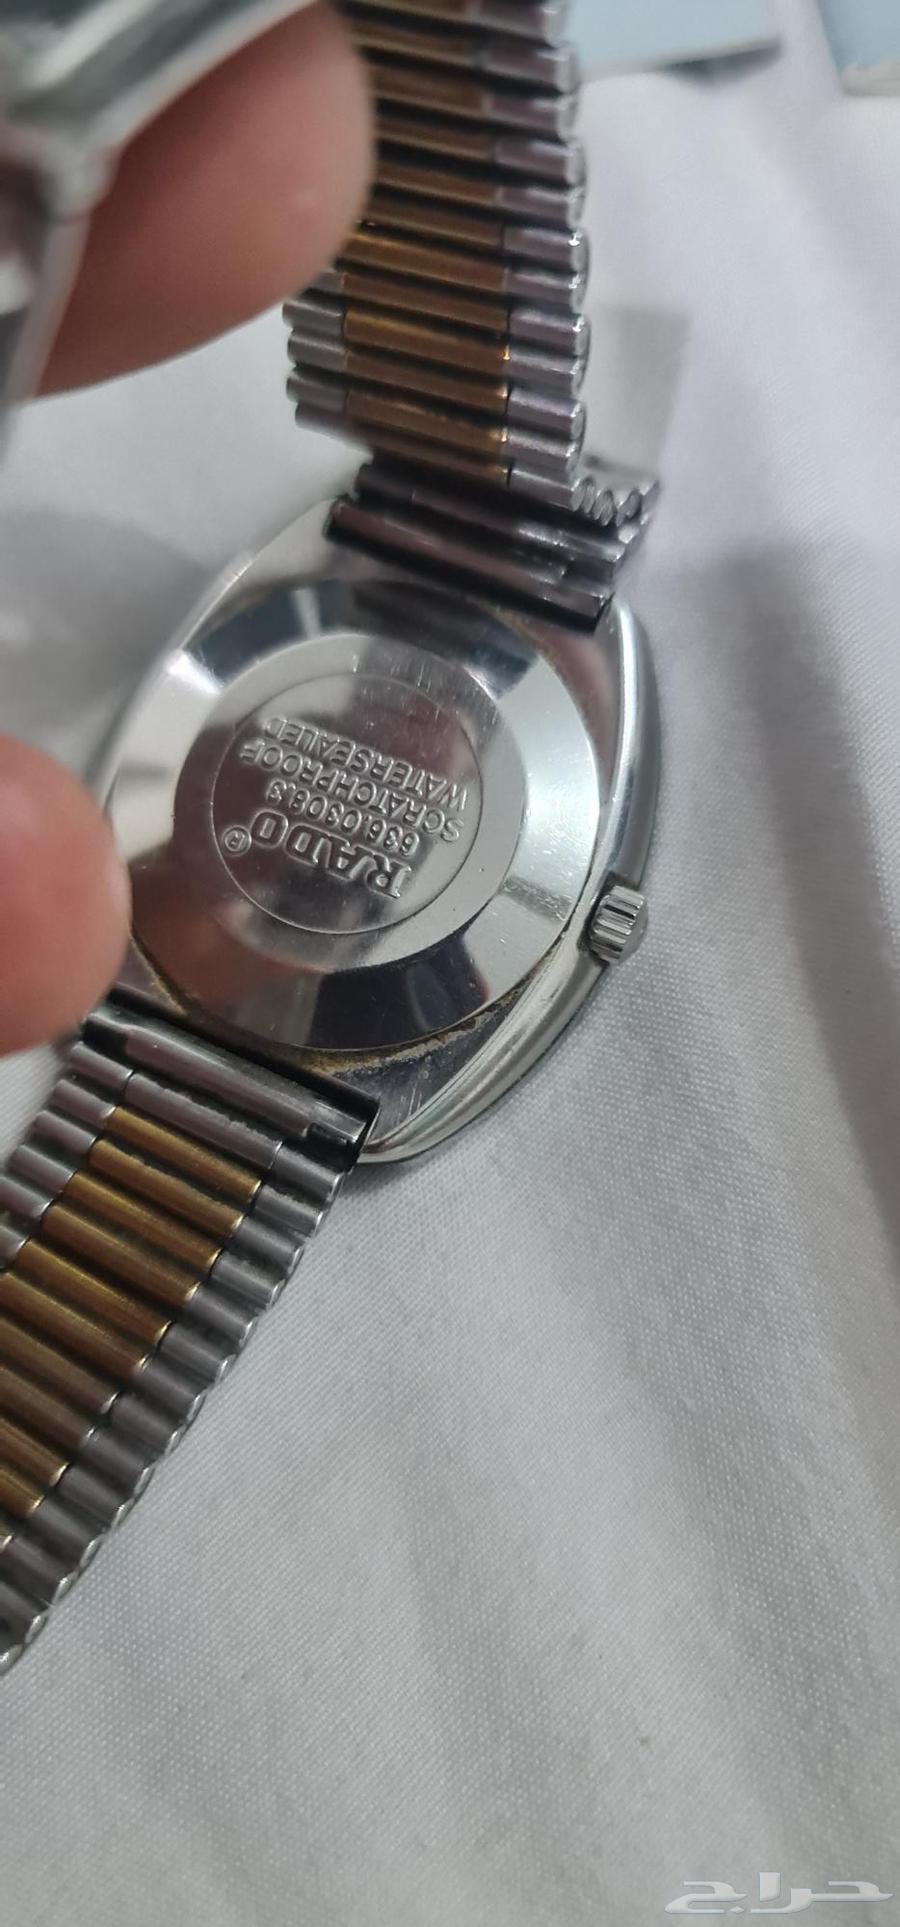 RADO ®
636.0308.3
SCRATCHPROOF
WATERSEALED
حراج